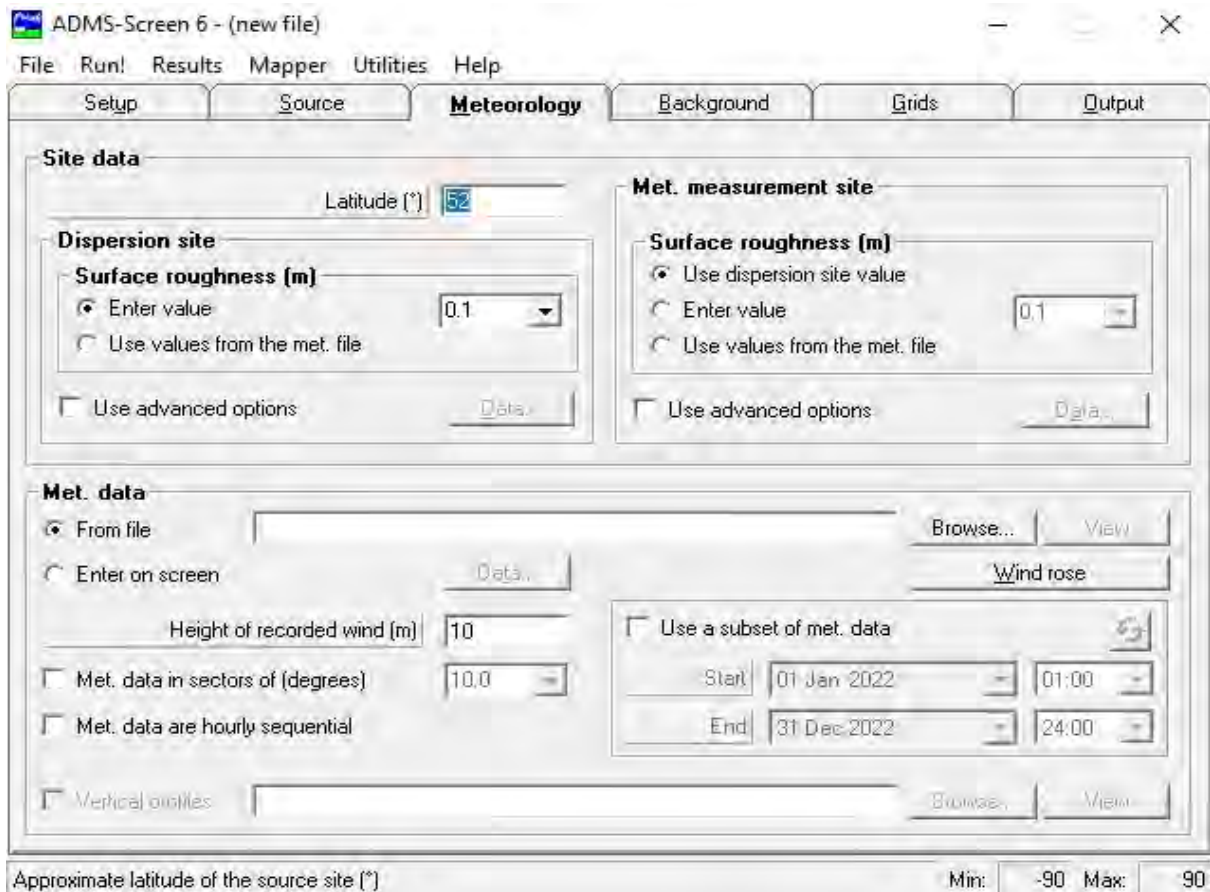 ADMS-Screen 6 - (new file)
File Run! Results Mapper Utilities Help
Setup Source Meteorology Background Grids Output
Site data
Latitude (°) 52
Dispersion site
Surface roughness (m)
Enter value 0.1
Use values from the met. file
Use advanced options Data...
Met. measurement site
Surface roughness (m)
Use dispersion site value
Enter value 0.1
Use values from the met. file
Use advanced options Data...
Met. data
From file Browse... View
Enter on screen Data... Wind rose
Height of recorded wind (m) 10
Met. data in sectors of (degrees) 10.0
Met. data are hourly sequential
Use a subset of met. data
Start 01 Jan 2022 01:00
End 31 Dec 2022 24:00
Vertical profiles Browse... View
Approximate latitude of the source site (°) Min: -90 Max: 90